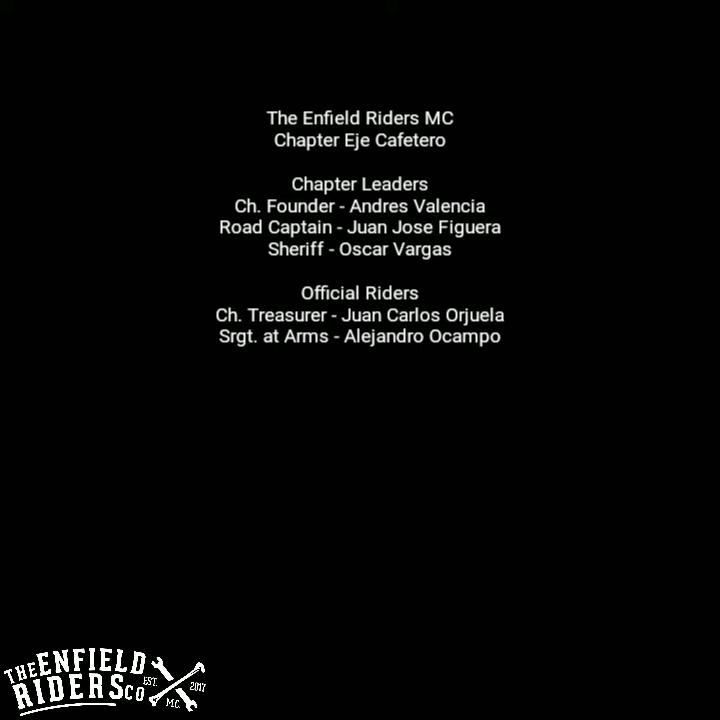 The Enfield Riders MC
Chapter Eje Cafetero
Chapter Leaders
Ch. Founder - Andres Valencia
Road Captain - Juan Jose Figuera
Sheriff - Oscar Vargas
Official Riders
Ch. Treasurer - Juan Carlos Orjuela
Srgt. at Arms - Alejandro Ocampo
THE ENFIELD
RIDERS CO
EST. 2017
M.C.